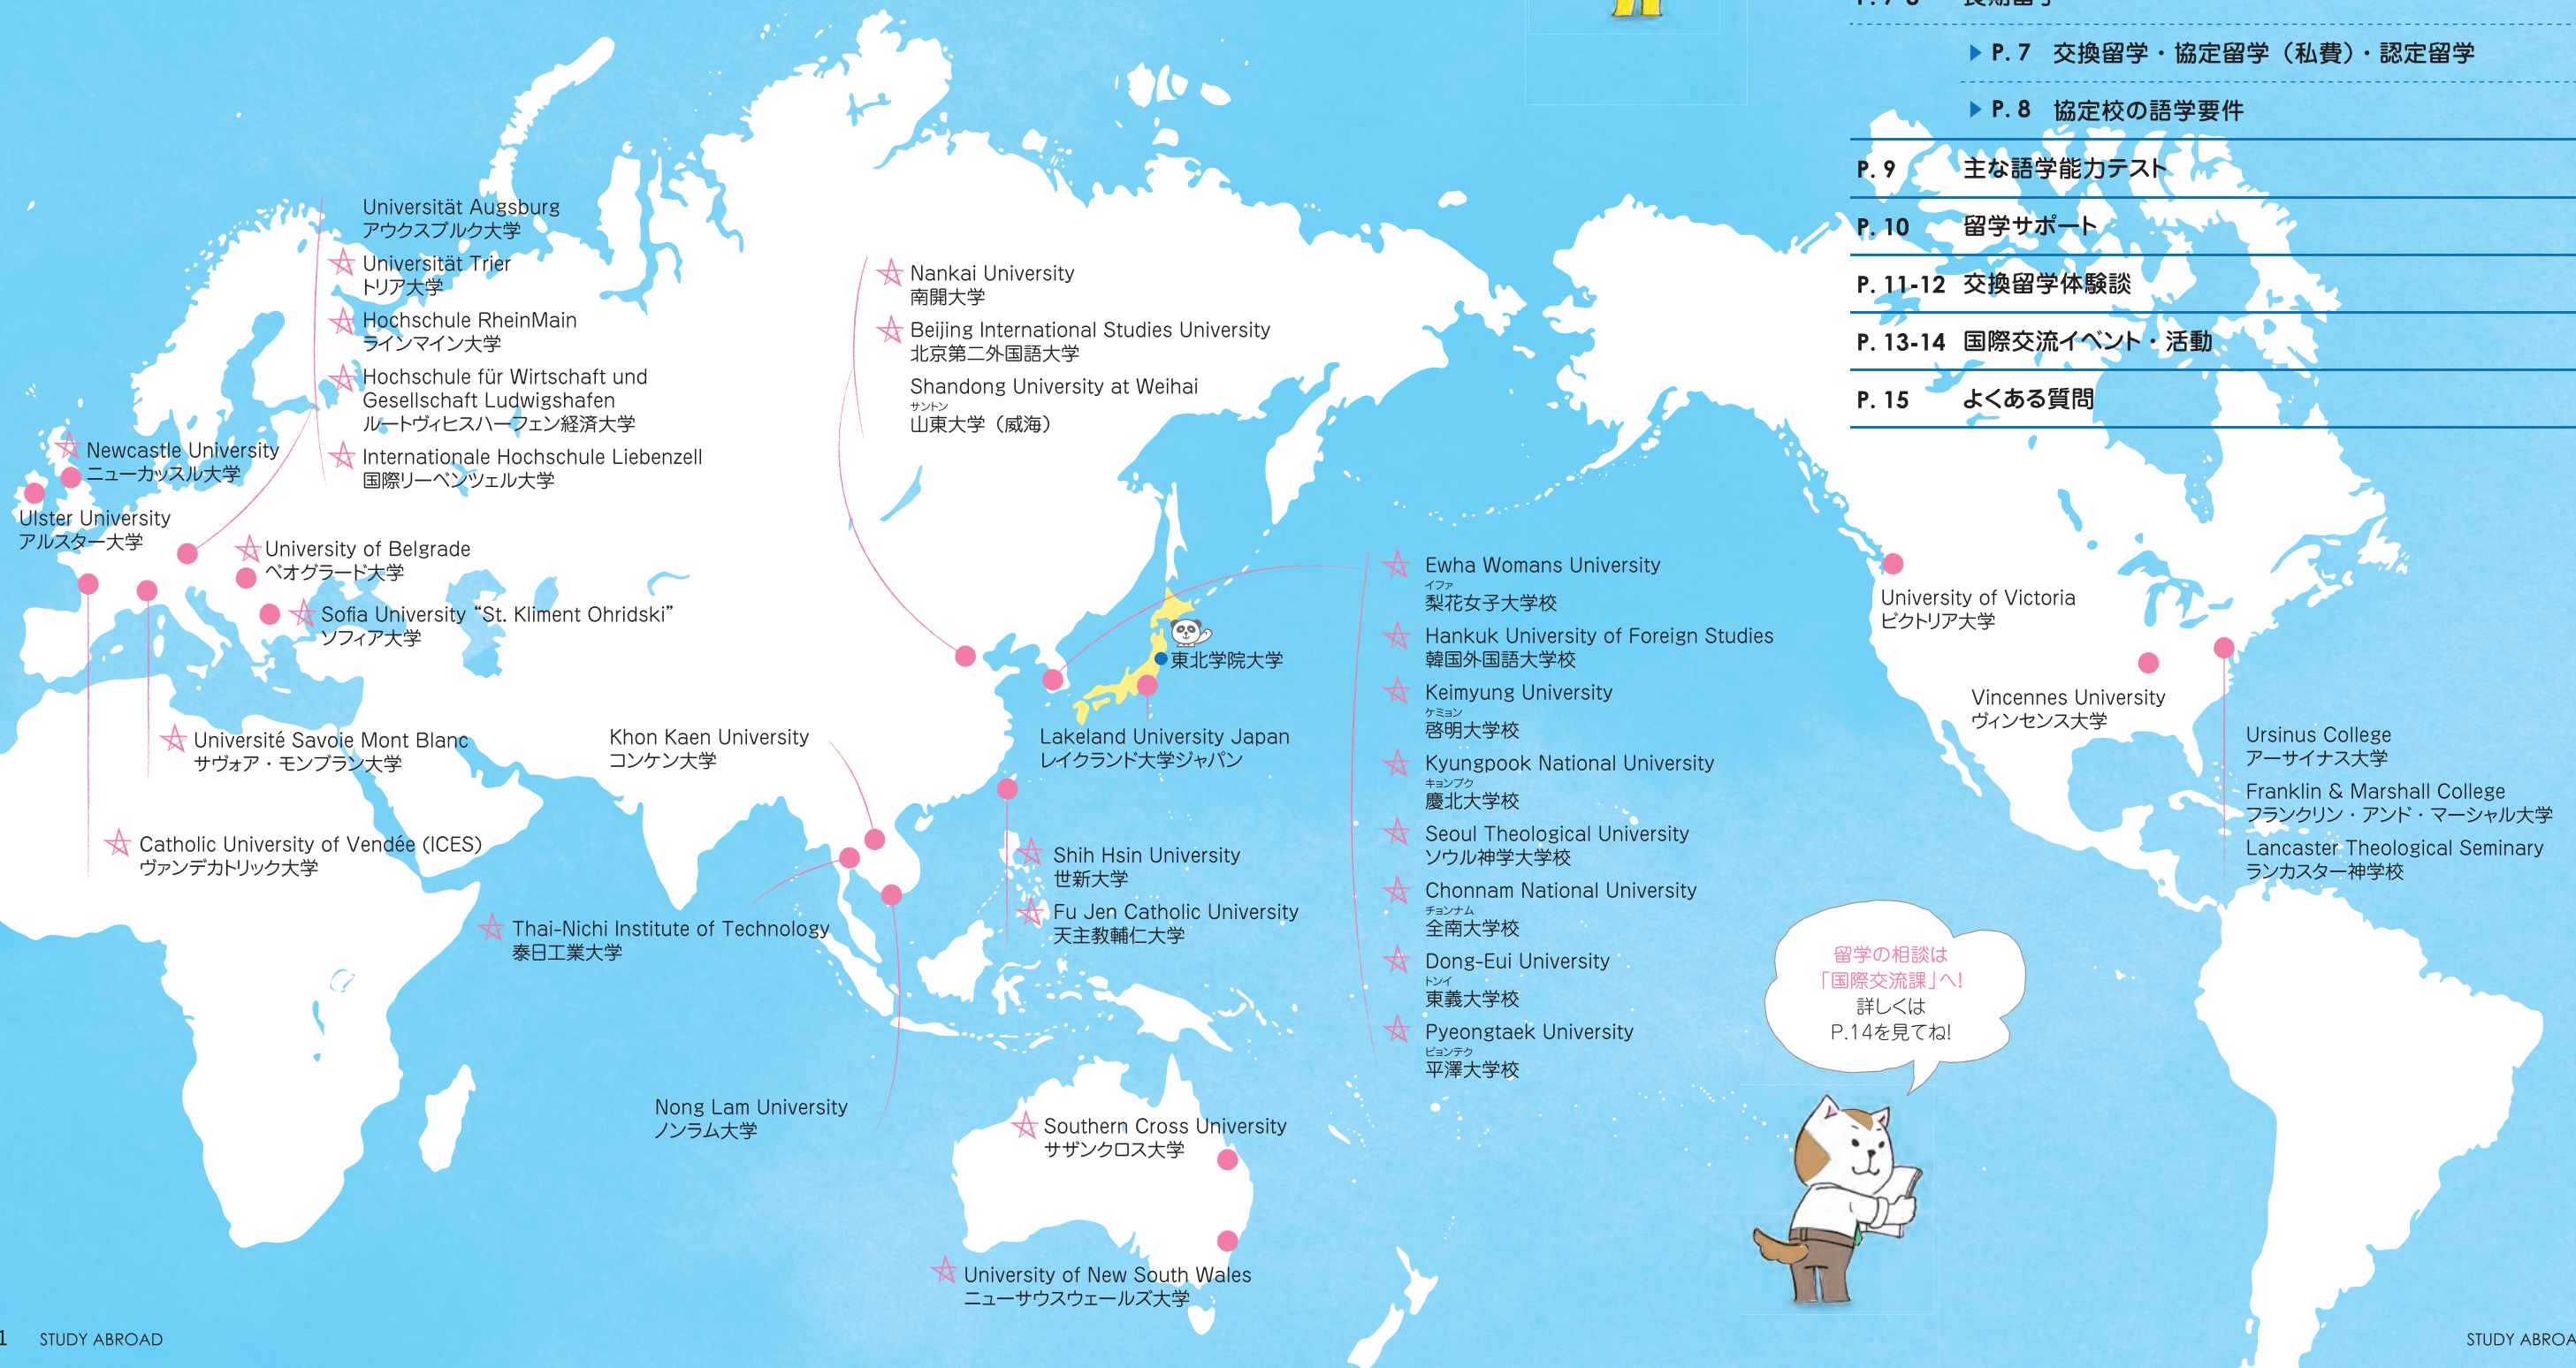 ▶ P. 7 交換留学・協定留学（私費）・認定留学
▶ P. 8 協定校の語学要件
P. 9 主な語学能力テスト
P. 10 留学サポート
P. 11-12 交換留学体験談
P. 13-14 国際交流イベント・活動
P. 15 よくある質問
Universität Augsburg
アウクスブルク大学
Universität Trier
トリア大学
Hochschule RheinMain
ラインマイン大学
Hochschule für Wirtschaft und
Gesellschaft Ludwigshafen
ルートヴィヒスハーフェン経済大学
Internationale Hochschule Liebenzell
国際リーベンツェル大学
Newcastle University
ニューカッスル大学
Ulster University
アルスター大学
University of Belgrade
ベオグラード大学
Sofia University “St. Kliment Ohridski”
ソフィア大学
Université Savoie Mont Blanc
サヴォア・モンブラン大学
Catholic University of Vendée (ICES)
ヴァンデカトリック大学
Nankai University
南開大学
Beijing International Studies University
北京第二外国語大学
Shandong University at Weihai
サントン
山東大学（威海）
東北学院大学
Lakeland University Japan
レイクランド大学ジャパン
Khon Kaen University
コンケン大学
Thai-Nichi Institute of Technology
泰日工業大学
Nong Lam University
ノンラム大学
Shih Hsin University
世新大学
Fu Jen Catholic University
天主教輔仁大学
Ewha Womans University
イファ
梨花女子大学校
Hankuk University of Foreign Studies
韓国外国語大学校
Keimyung University
ケミョン
啓明大学校
Kyungpook National University
キョンブク
慶北大学校
Seoul Theological University
ソウル神学大学校
Chonnam National University
チョンナム
全南大学校
Dong-Eui University
トンイ
東義大学校
Pyeongtaek University
ピョンテク
平澤大学校
Southern Cross University
サザンクロス大学
University of New South Wales
ニューサウスウェールズ大学
University of Victoria
ビクトリア大学
Vincennes University
ヴィンセンス大学
Ursinus College
アーサイナス大学
Franklin & Marshall College
フランクリン・アンド・マーシャル大学
Lancaster Theological Seminary
ランカスター神学校
留学の相談は
「国際交流課」へ!
詳しくは
P.14を見てね!
1 STUDY ABROAD
STUDY ABROA